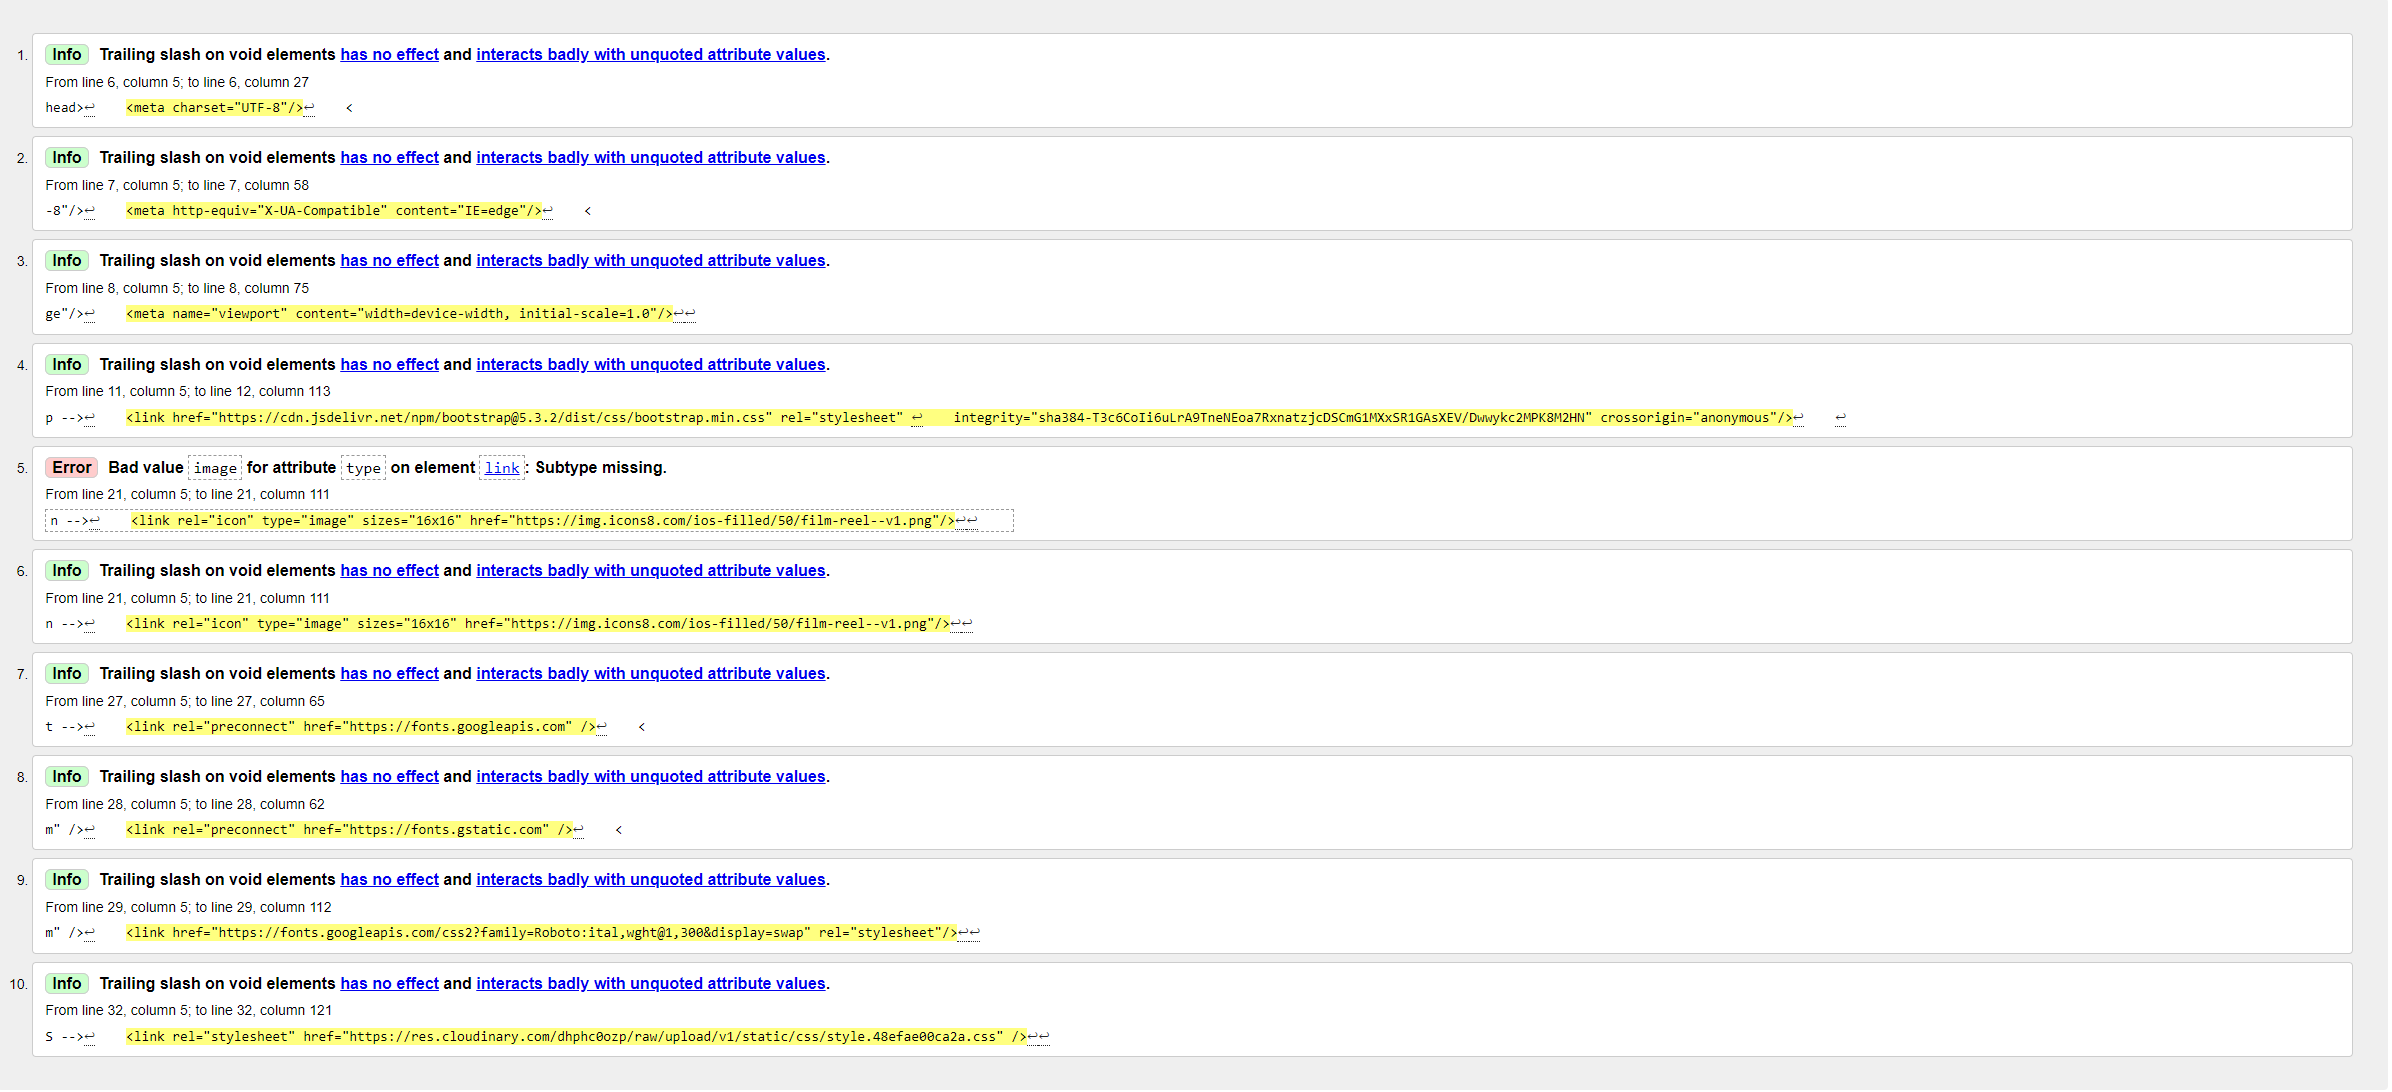 1. Info Trailing slash on void elements has no effect and interacts badly with unquoted attribute values.
From line 6, column 5; to line 6, column 27
head>↩    <meta charset="UTF-8"/>↩    <
2. Info Trailing slash on void elements has no effect and interacts badly with unquoted attribute values.
From line 7, column 5; to line 7, column 58
-8"/>↩    <meta http-equiv="X-UA-Compatible" content="IE=edge"/>↩    <
3. Info Trailing slash on void elements has no effect and interacts badly with unquoted attribute values.
From line 8, column 5; to line 8, column 75
ge"/>↩    <meta name="viewport" content="width=device-width, initial-scale=1.0"/>↩↩
4. Info Trailing slash on void elements has no effect and interacts badly with unquoted attribute values.
From line 11, column 5; to line 12, column 113
p -->↩    <link href="https://cdn.jsdelivr.net/npm/bootstrap@5.3.2/dist/css/bootstrap.min.css" rel="stylesheet" ↩    integrity="sha384-T3c6CoIi6uLrA9TneNEoa7RxnatzjcDSCmG1MXxSR1GAsXEV/Dwwykc2MPK8M2HN" crossorigin="anonymous"/>↩    ↩
5. Error Bad value image for attribute type on element link: Subtype missing.
From line 21, column 5; to line 21, column 111
n -->↩    <link rel="icon" type="image" sizes="16x16" href="https://img.icons8.com/ios-filled/50/film-reel--v1.png"/>↩↩
6. Info Trailing slash on void elements has no effect and interacts badly with unquoted attribute values.
From line 21, column 5; to line 21, column 111
n -->↩    <link rel="icon" type="image" sizes="16x16" href="https://img.icons8.com/ios-filled/50/film-reel--v1.png"/>↩↩
7. Info Trailing slash on void elements has no effect and interacts badly with unquoted attribute values.
From line 27, column 5; to line 27, column 65
t -->↩    <link rel="preconnect" href="https://fonts.googleapis.com" />↩    <
8. Info Trailing slash on void elements has no effect and interacts badly with unquoted attribute values.
From line 28, column 5; to line 28, column 62
m" />↩    <link rel="preconnect" href="https://fonts.gstatic.com" />↩    <
9. Info Trailing slash on void elements has no effect and interacts badly with unquoted attribute values.
From line 29, column 5; to line 29, column 112
m" />↩    <link href="https://fonts.googleapis.com/css2?family=Roboto:ital,wght@1,300&display=swap" rel="stylesheet"/>↩↩
10. Info Trailing slash on void elements has no effect and interacts badly with unquoted attribute values.
From line 32, column 5; to line 32, column 121
S -->↩    <link rel="stylesheet" href="https://res.cloudinary.com/dhphc0ozp/raw/upload/v1/static/css/style.48efae00ca2a.css" />↩↩